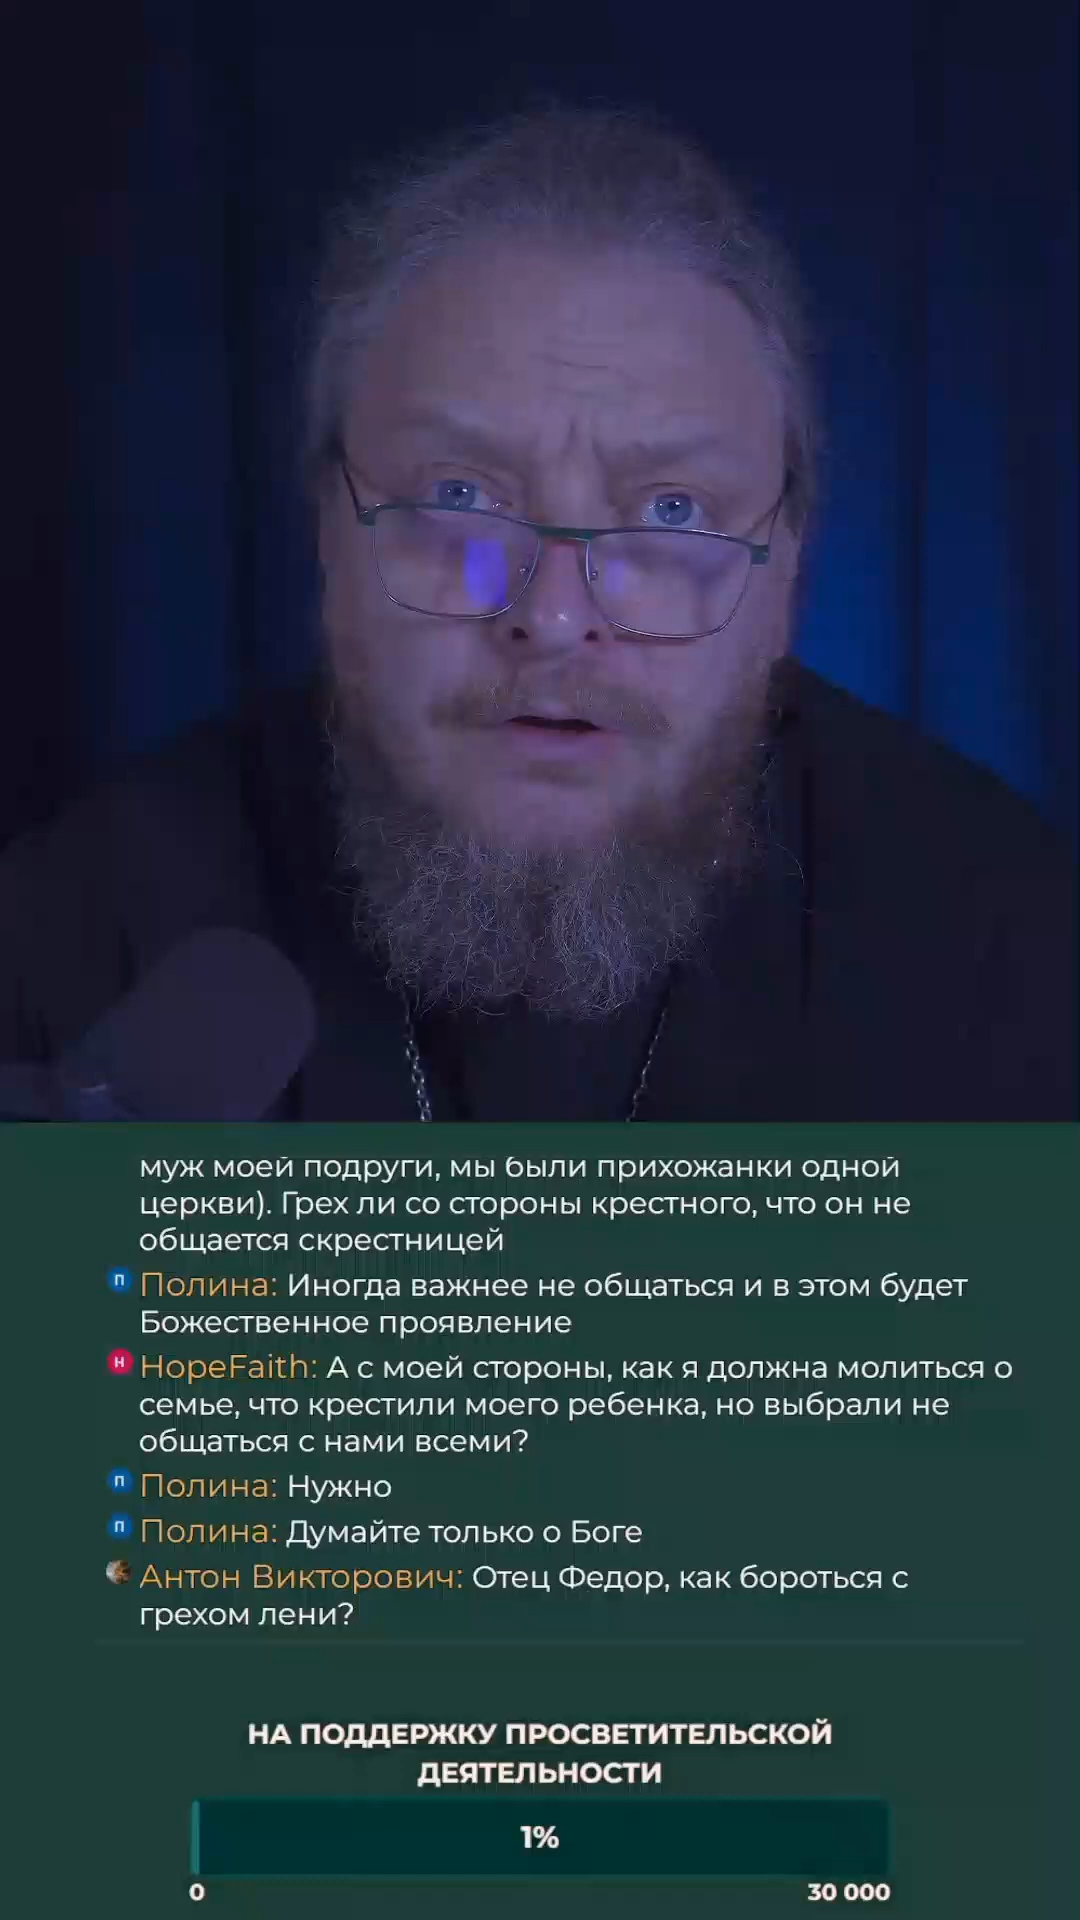 муж моей подруги, мы были прихожанки одной
церкви). Грех ли со стороны крестного, что он не
общается скрестницей
П Полина: Иногда важнее не общаться и в этом будет
Божественное проявление
H HopeFaith: А с моей стороны, как я должна молиться о
семье, что крестили моего ребенка, но выбрали не
общаться с нами всеми?
П Полина: Нужно
П Полина: Думайте только о Боге
Антон Викторович: Отец Федор, как бороться с
грехом лени?
НА ПОДДЕРЖКУ ПРОСВЕТИТЕЛЬСКОЙ
ДЕЯТЕЛЬНОСТИ
1%
0 30 000